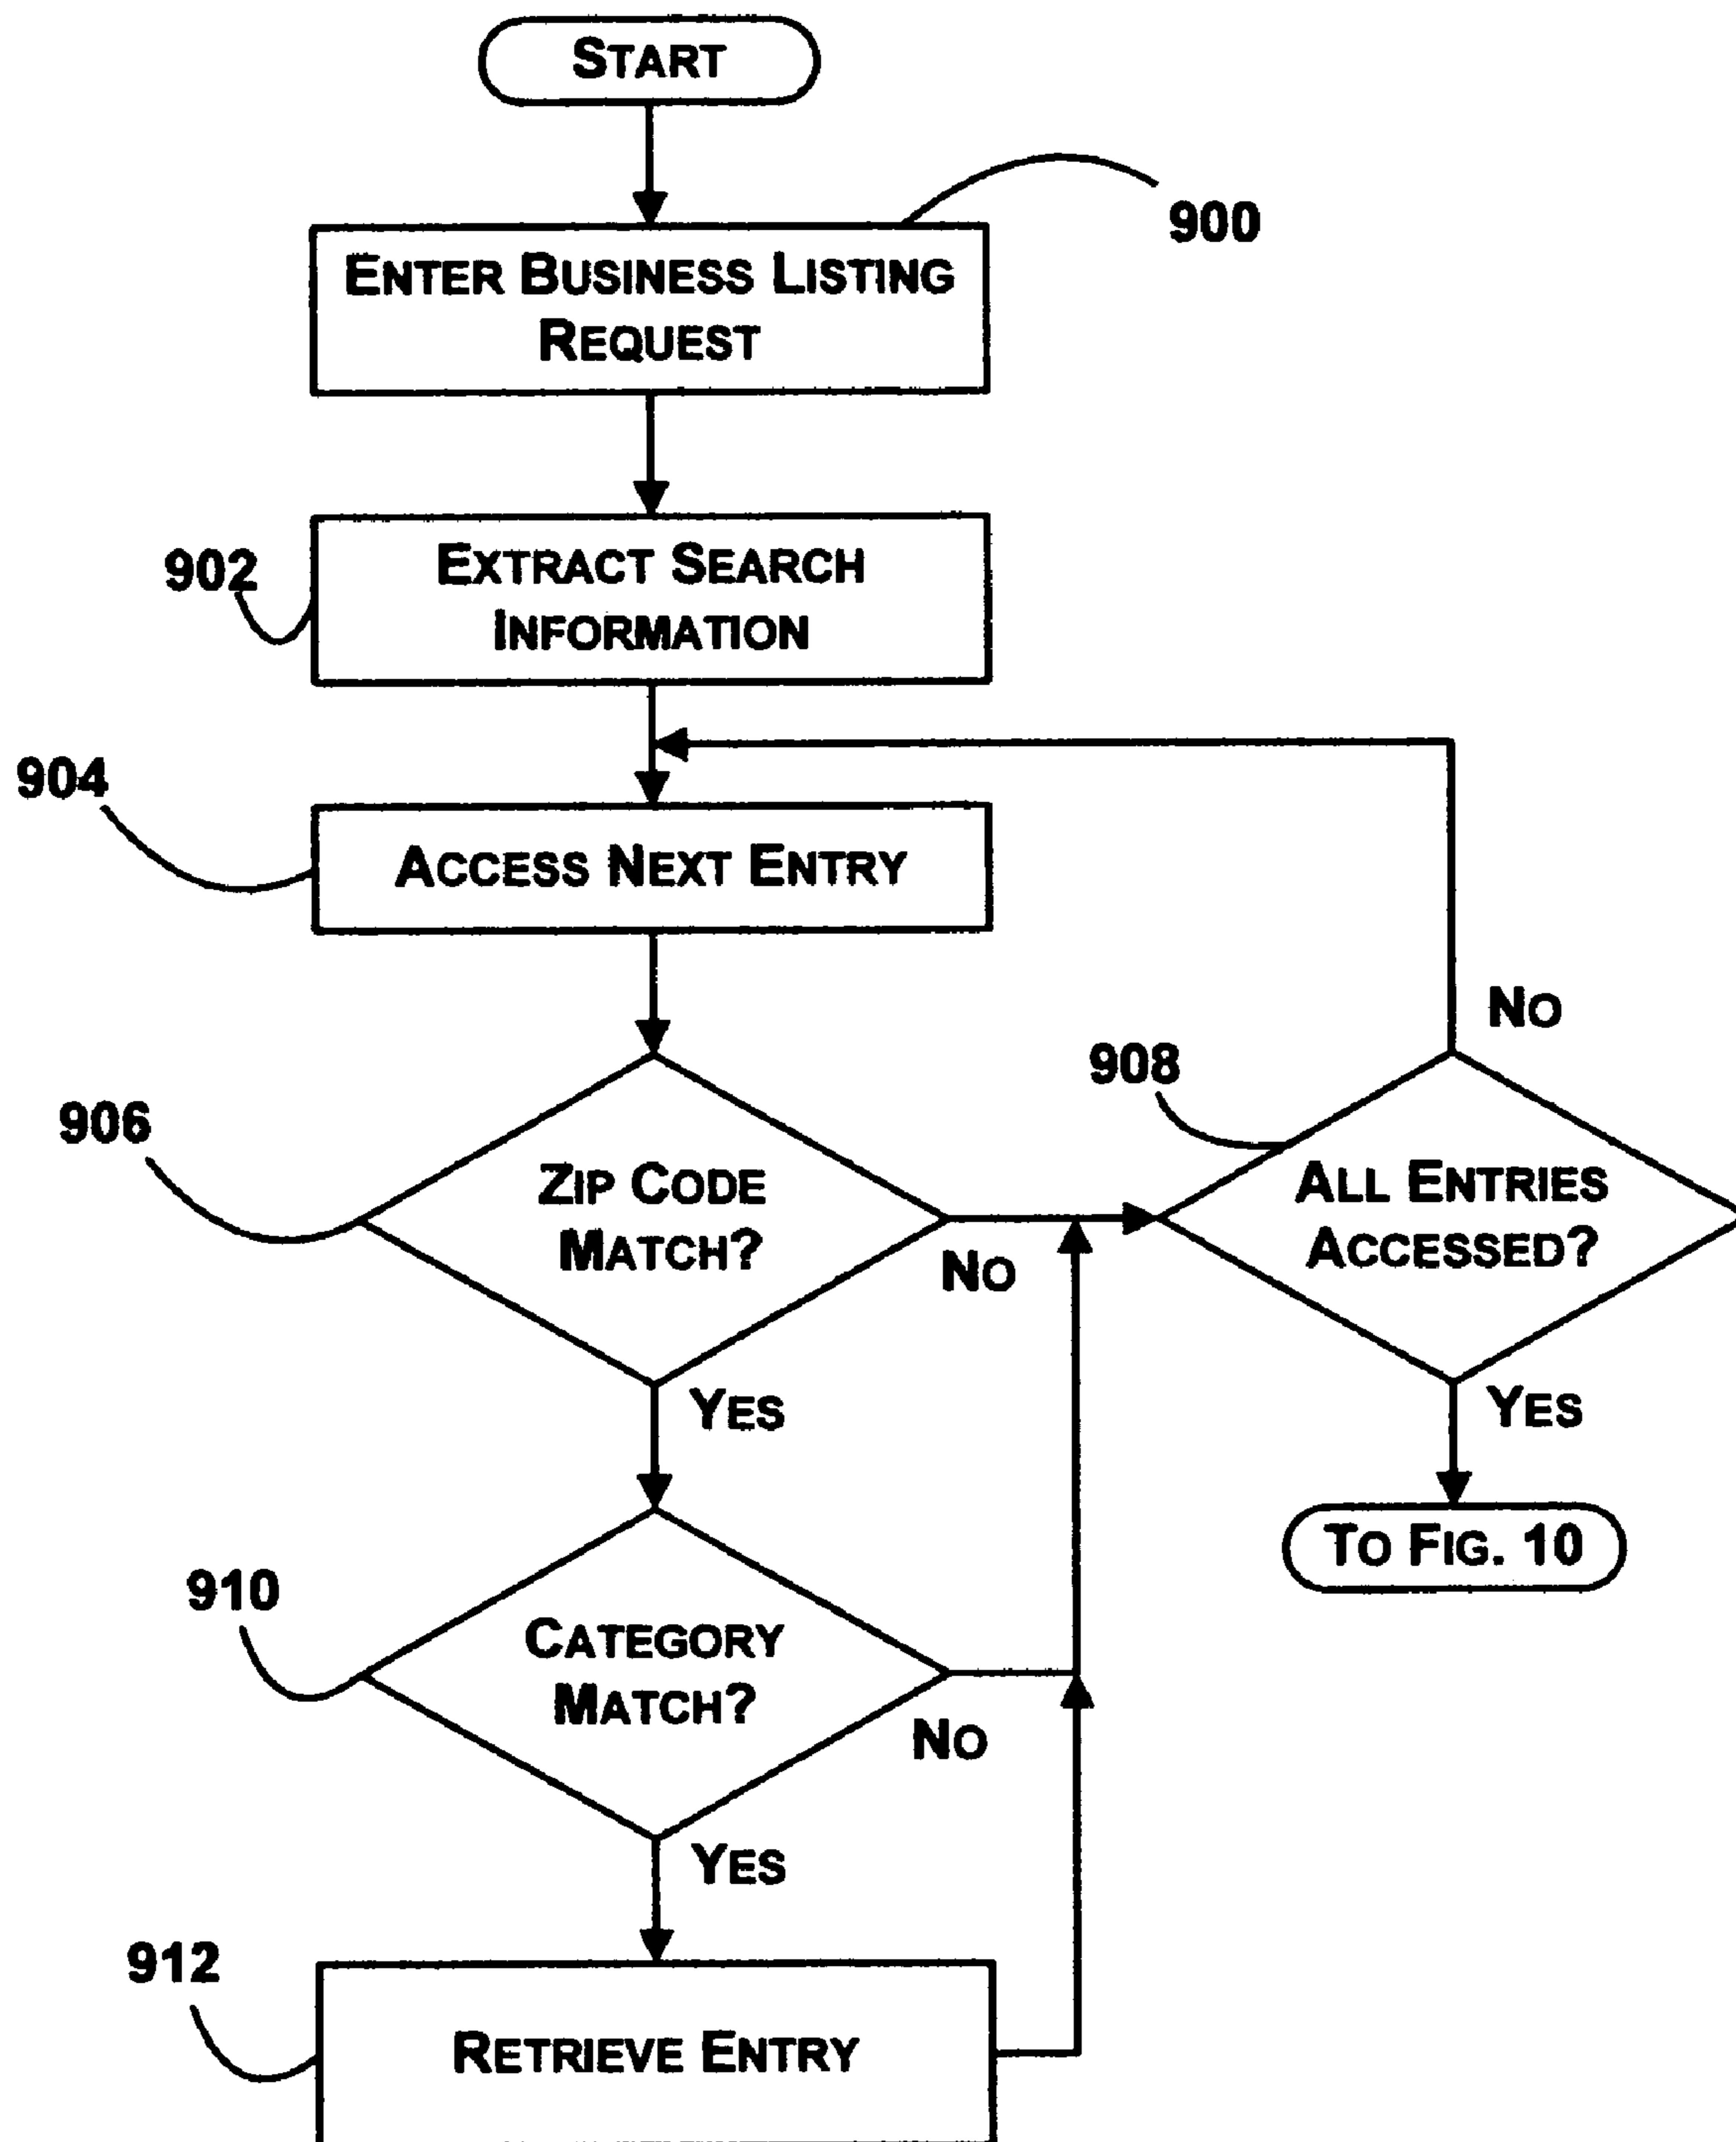 START
900
ENTER BUSINESS LISTING
REQUEST
902
EXTRACT SEARCH
INFORMATION
904
ACCESS NEXT ENTRY
NO
908
906
ZIP CODE
MATCH?
NO
ALL ENTRIES
ACCESSED?
YES
YES
TO FIG. 10
910
CATEGORY
MATCH?
NO
YES
912
RETRIEVE ENTRY